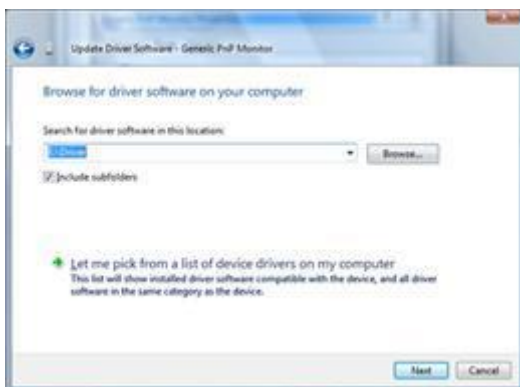 Update Driver Software - Generic PnP Monitor
Browse for driver software on your computer
Search for driver software in this location:
Browse...
Include subfolders
Let me pick from a list of device drivers on my computer
This list will show installed driver software compatible with the device, and all driver
software in the same category as the device.
Next
Cancel